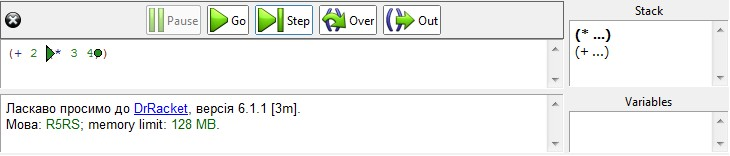 Pause Go Step Over Out
(+ 2 * 3 4)
Ласкаво просимо до DrRacket, версія 6.1.1 [3m].
Мова: R5RS; memory limit: 128 MB.
Stack
(* ...)
(+ ...)
Variables